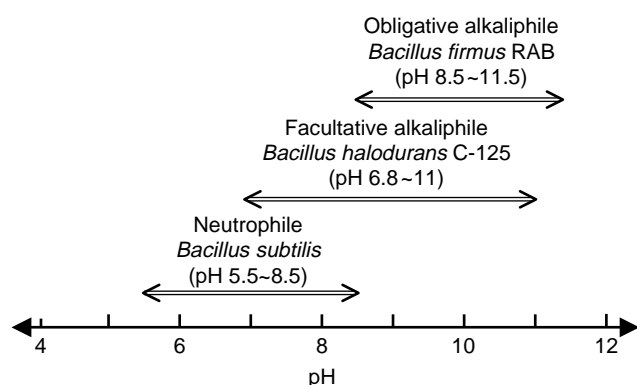 Obligative alkaliphile
Bacillus firmus RAB
(pH 8.5~11.5)
Facultative alkaliphile
Bacillus halodurans C-125
(pH 6.8~11)
Neutrophile
Bacillus subtilis
(pH 5.5~8.5)
4 6 8 10 12
pH